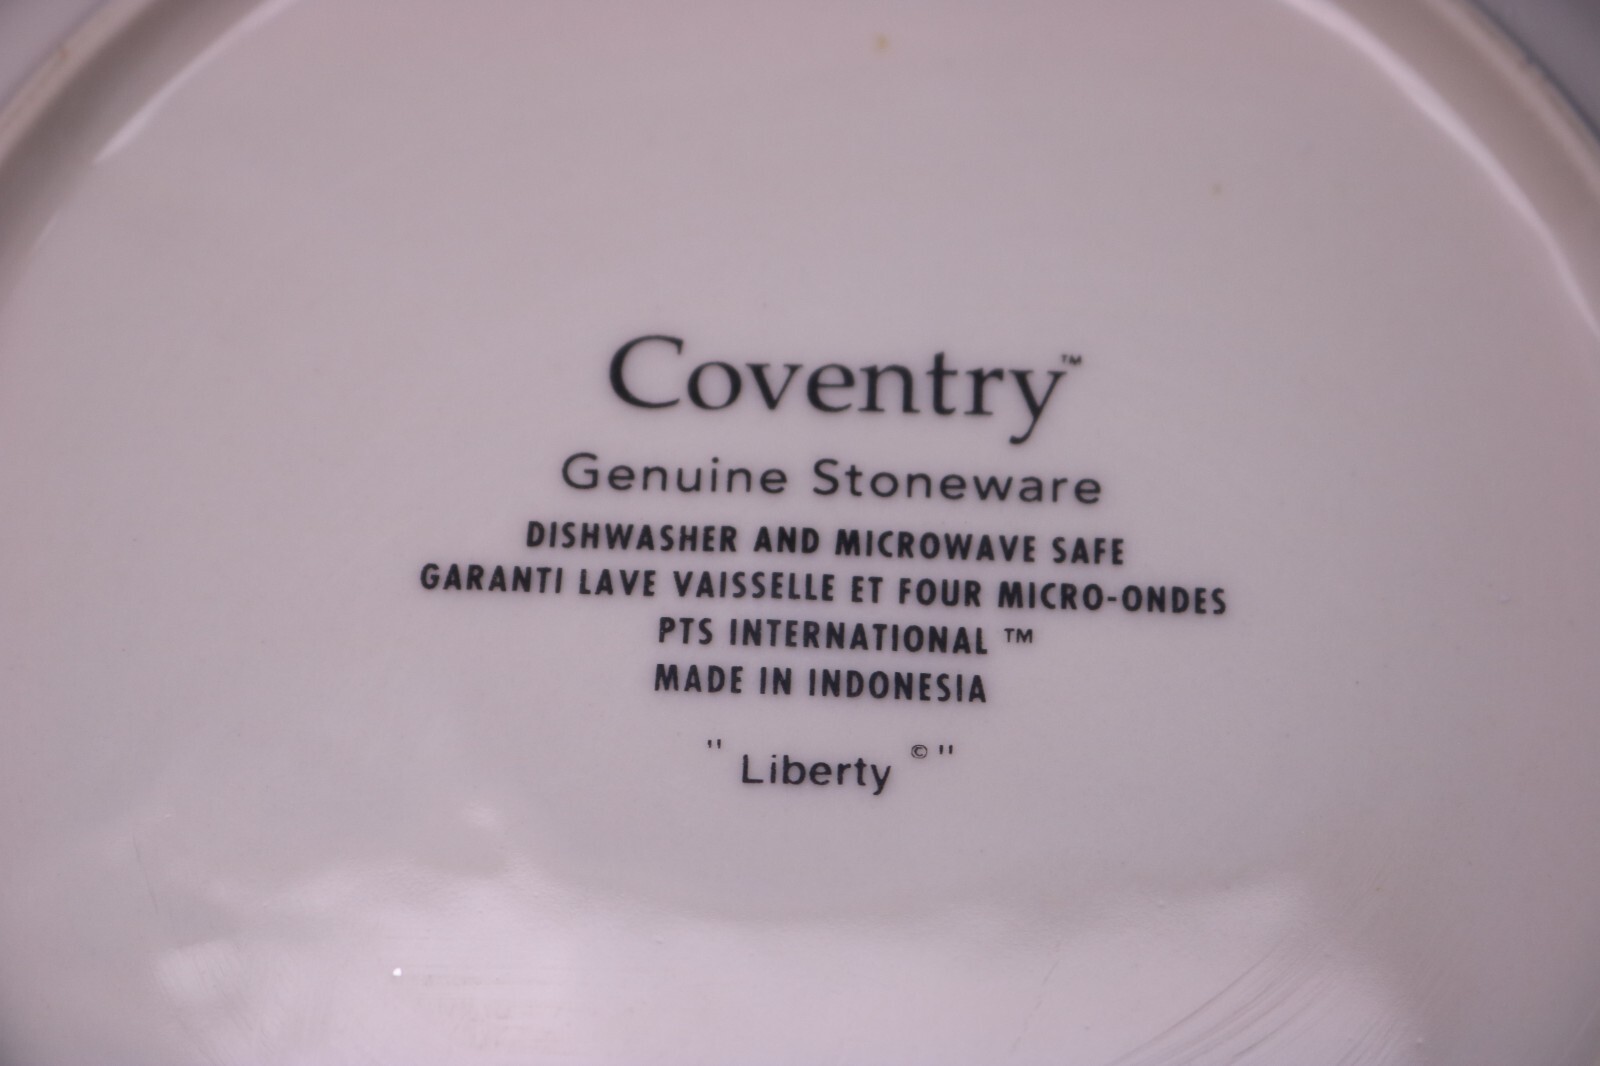 Coventry™
Genuine Stoneware
DISHWASHER AND MICROWAVE SAFE
GARANTI LAVE VAISSELLE ET FOUR MICRO-ONDES
PTS INTERNATIONAL ™
MADE IN INDONESIA
"Liberty©"